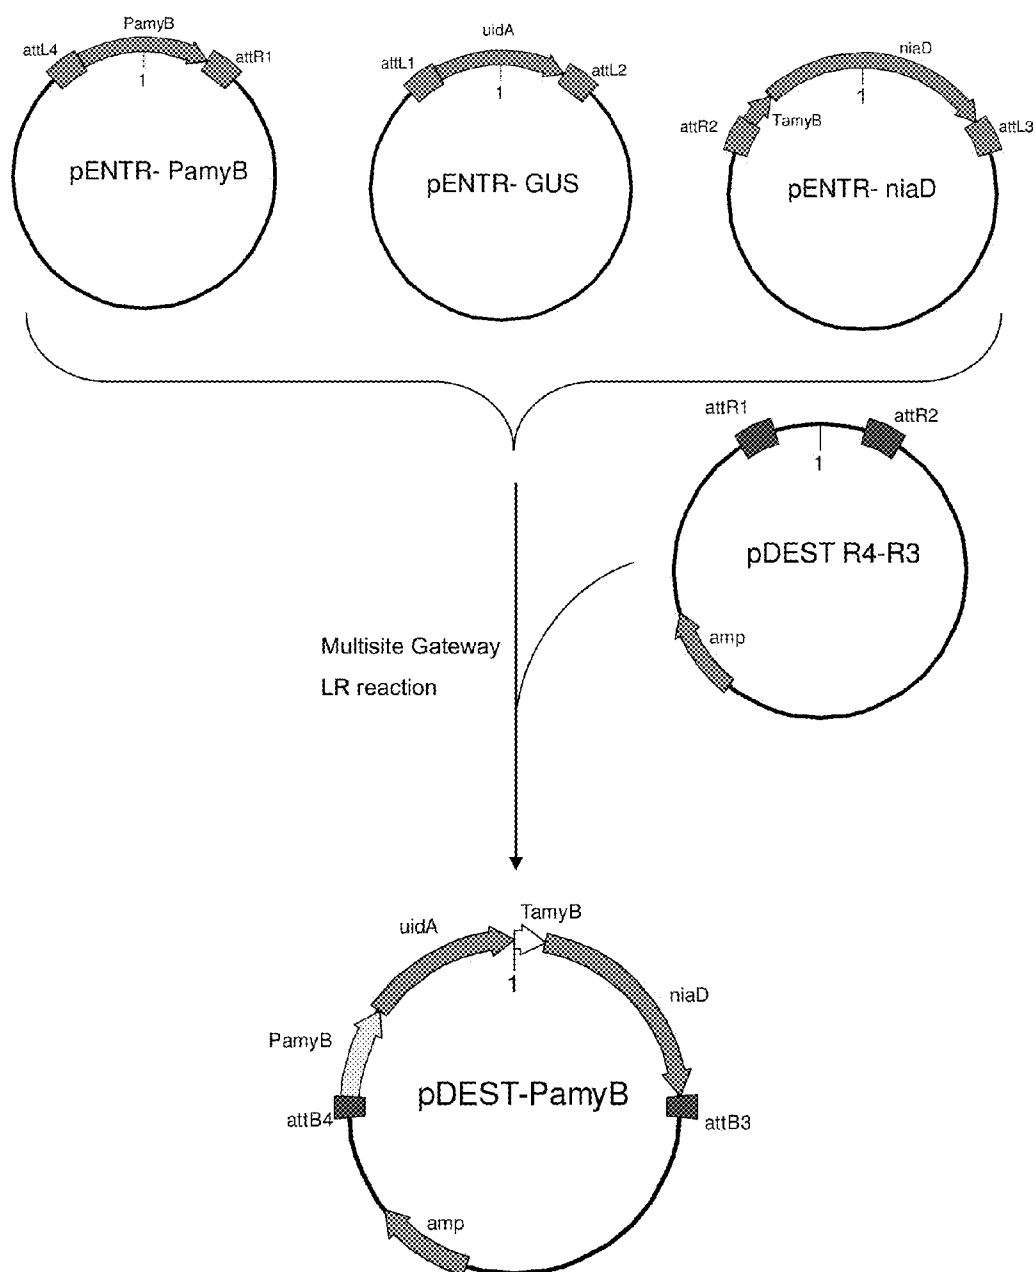 PamyB
attL4
attR1
1
pENTR- PamyB
uidA
attL1
attL2
1
pENTR- GUS
niaD
attR2
TamyB
1
attL3
pENTR- niaD
attR1
attR2
1
pDEST R4-R3
amp
Multisite Gateway
LR reaction
TamyB
uidA
1
niaD
PamyB
pDEST-PamyB
attB4
attB3
amp